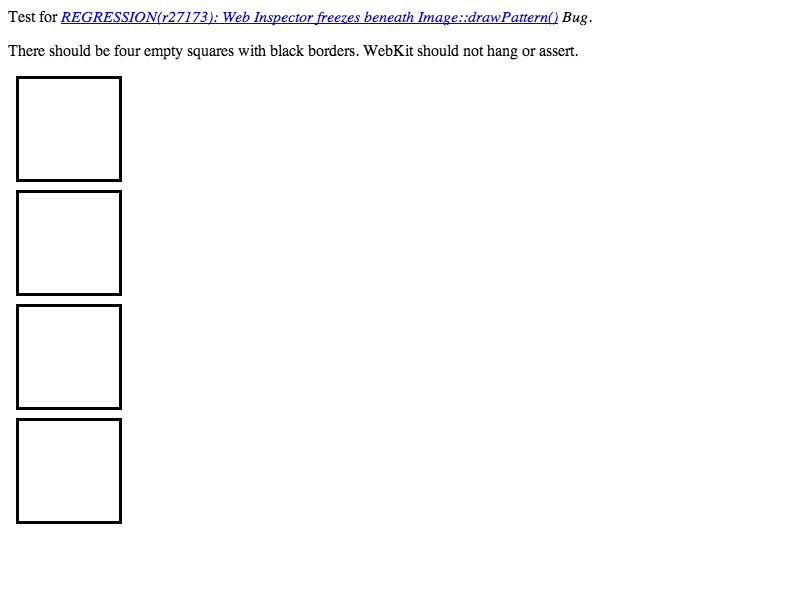 Test for REGRESSION(r27173): Web Inspector freezes beneath Image::drawPattern() Bug.
There should be four empty squares with black borders. WebKit should not hang or assert.